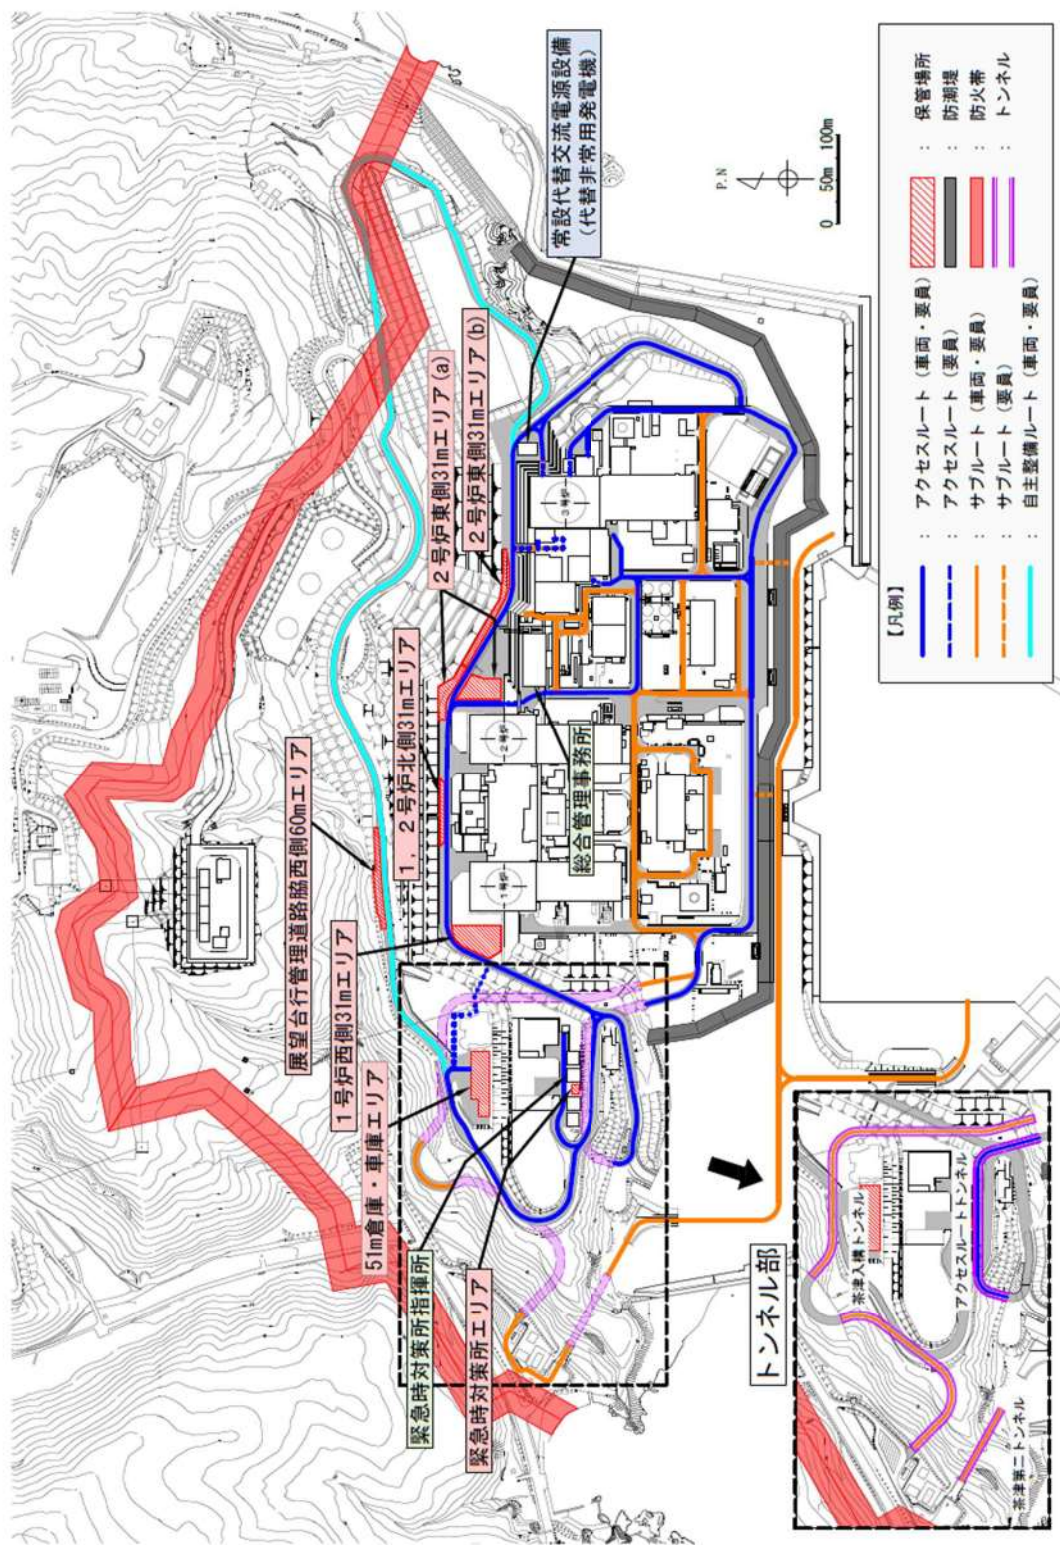 常設代替交流電源設備
(代替非常用発電機)
2号炉東側31mエリア(a)
2号炉東側31mエリア(b)
1,2号炉北側31mエリア
展望台行管理道路脇西側60mエリア
1号炉西側31mエリア
51m倉庫・車庫エリア
緊急時対策所指揮所
緊急時対策所エリア
総合管理事務所
1号炉
2号炉
3号炉
P.N
0 50m 100m
【凡例】
: アクセスルート(車両・要員)
: アクセスルート(要員)
: サブルート(車両・要員)
: サブルート(要員)
: 自主整備ルート(車両・要員)
: 保管場所
: 防潮堤
: 防火帯
: トンネル
トンネル部
茶津入構トンネル
アクセスルートトンネル
茶津第二トンネル